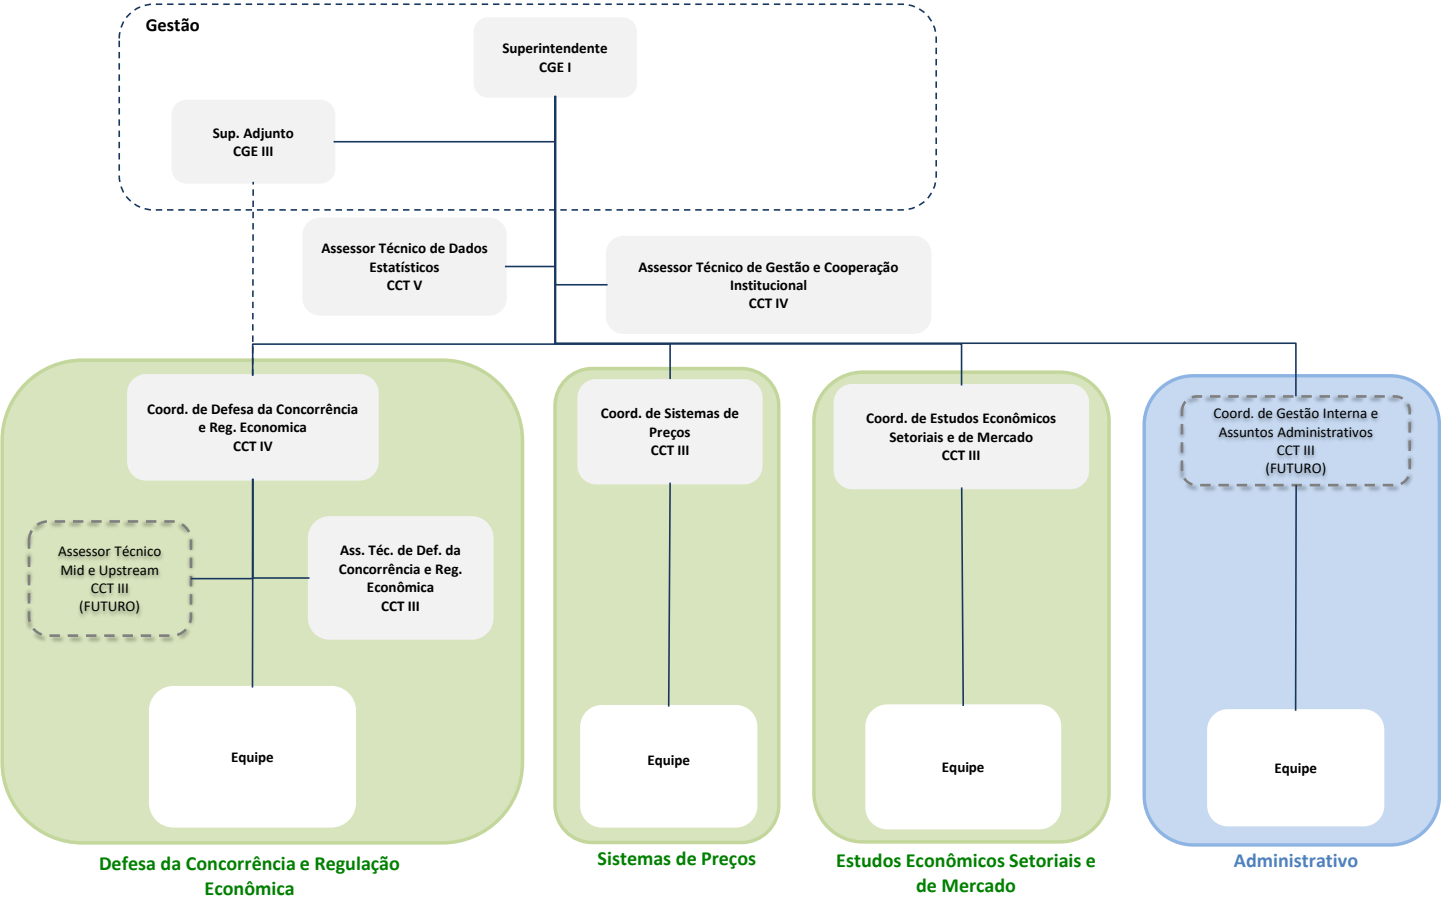 Gestão
Superintendente
CGE I
Sup. Adjunto
CGE III
Assessor Técnico de Dados
Estatísticos
CCT V
Assessor Técnico de Gestão e Cooperação
Institucional
CCT IV
Coord. de Defesa da Concorrência
e Reg. Economica
CCT IV
Coord. de Sistemas de
Preços
CCT III
Coord. de Estudos Econômicos
Setoriais e de Mercado
CCT III
Coord. de Gestão Interna e
Assuntos Administrativos
CCT III
(FUTURO)
Assessor Técnico
Mid e Upstream
CCT III
(FUTURO)
Ass. Téc. de Def. da
Concorrência e Reg.
Econômica
CCT III
Equipe
Equipe
Equipe
Equipe
Defesa da Concorrência e Regulação
Econômica
Sistemas de Preços
Estudos Econômicos Setoriais e
de Mercado
Administrativo